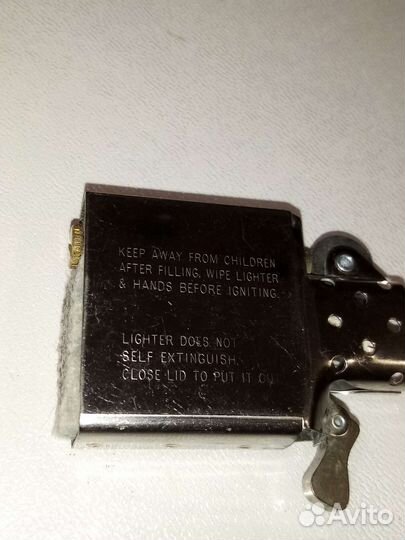 KEEP AWAY FROM CHILDREN
AFTER FILLING, WIPE LIGHTER
& HANDS BEFORE IGNITING.
LIGHTER DOES NOT
SELF EXTINGUISH.
CLOSE LID TO PUT IT OU
Avito